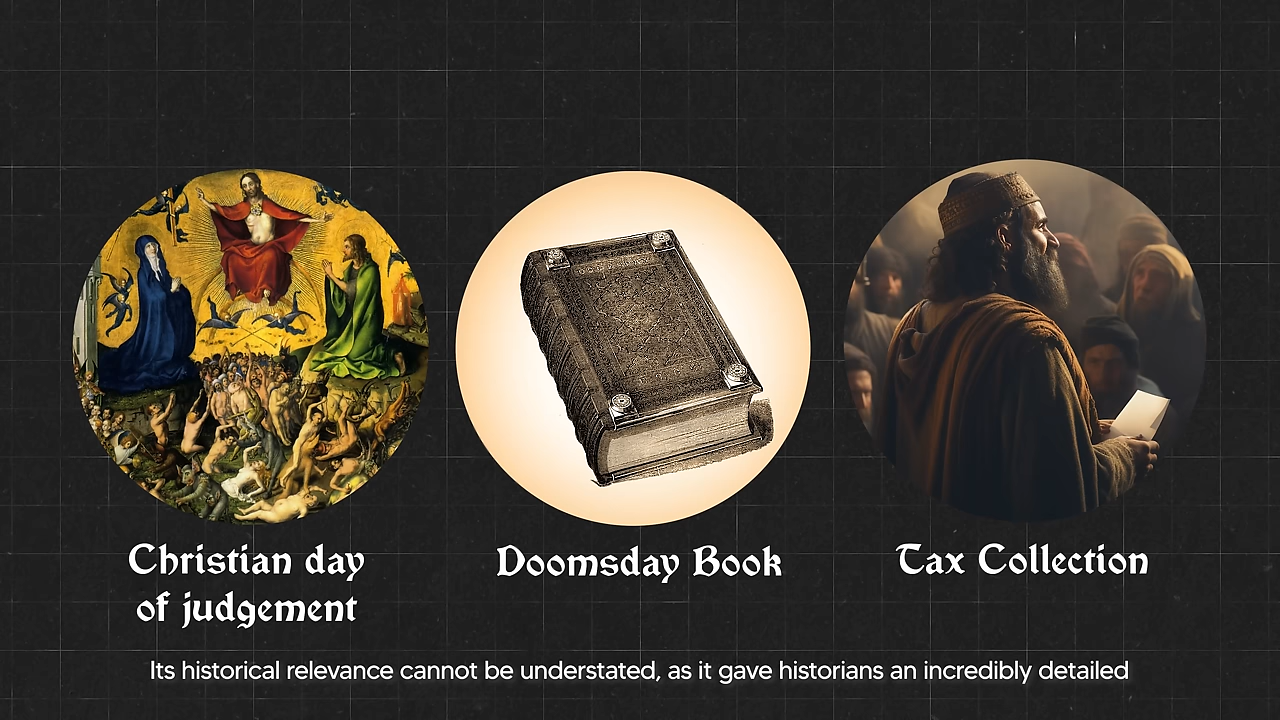 Christian day
of judgement
Doomsday Book
Tax Collection
Its historical relevance cannot be understated, as it gave historians an incredibly detailed